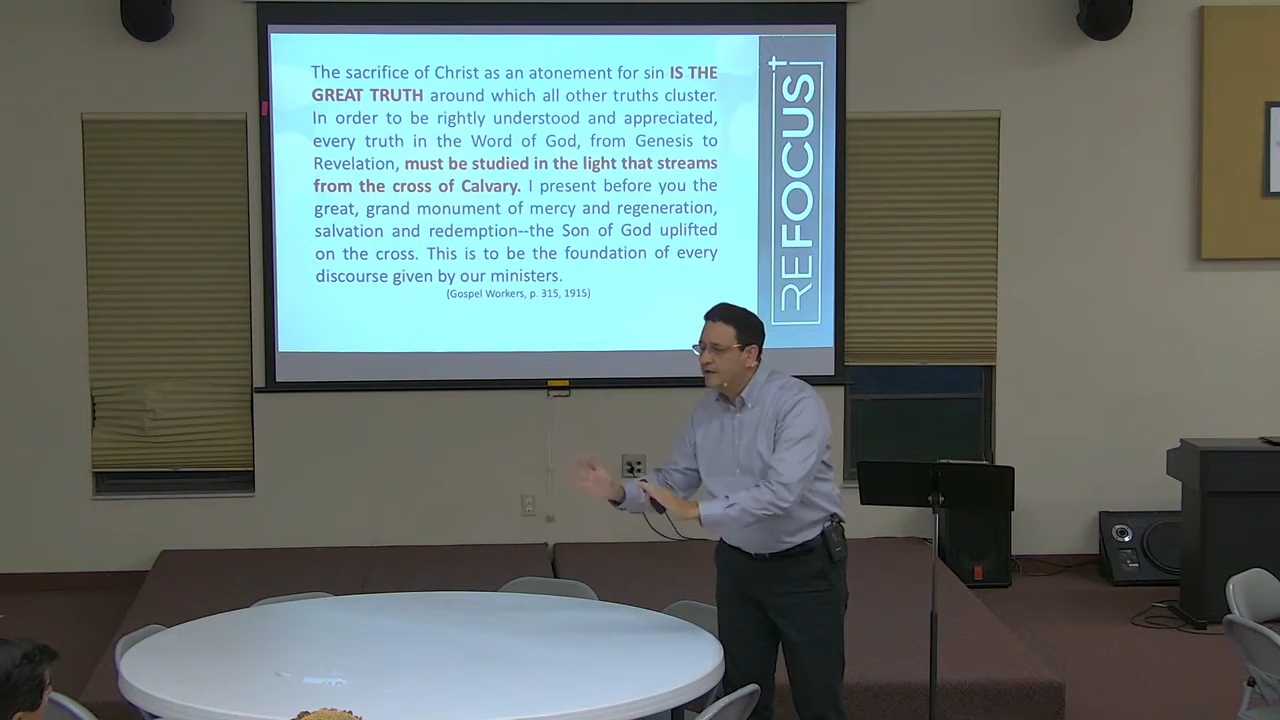 The sacrifice of Christ as an atonement for sin IS THE
GREAT TRUTH around which all other truths cluster.
In order to be rightly understood and appreciated,
every truth in the Word of God, from Genesis to
Revelation, must be studied in the light that streams
from the cross of Calvary. I present before you the
great, grand monument of mercy and regeneration,
salvation and redemption--the Son of God uplifted
on the cross. This is to be the foundation of every
discourse given by our ministers.
(Gospel Workers, p. 315, 1915)
REFOCUS